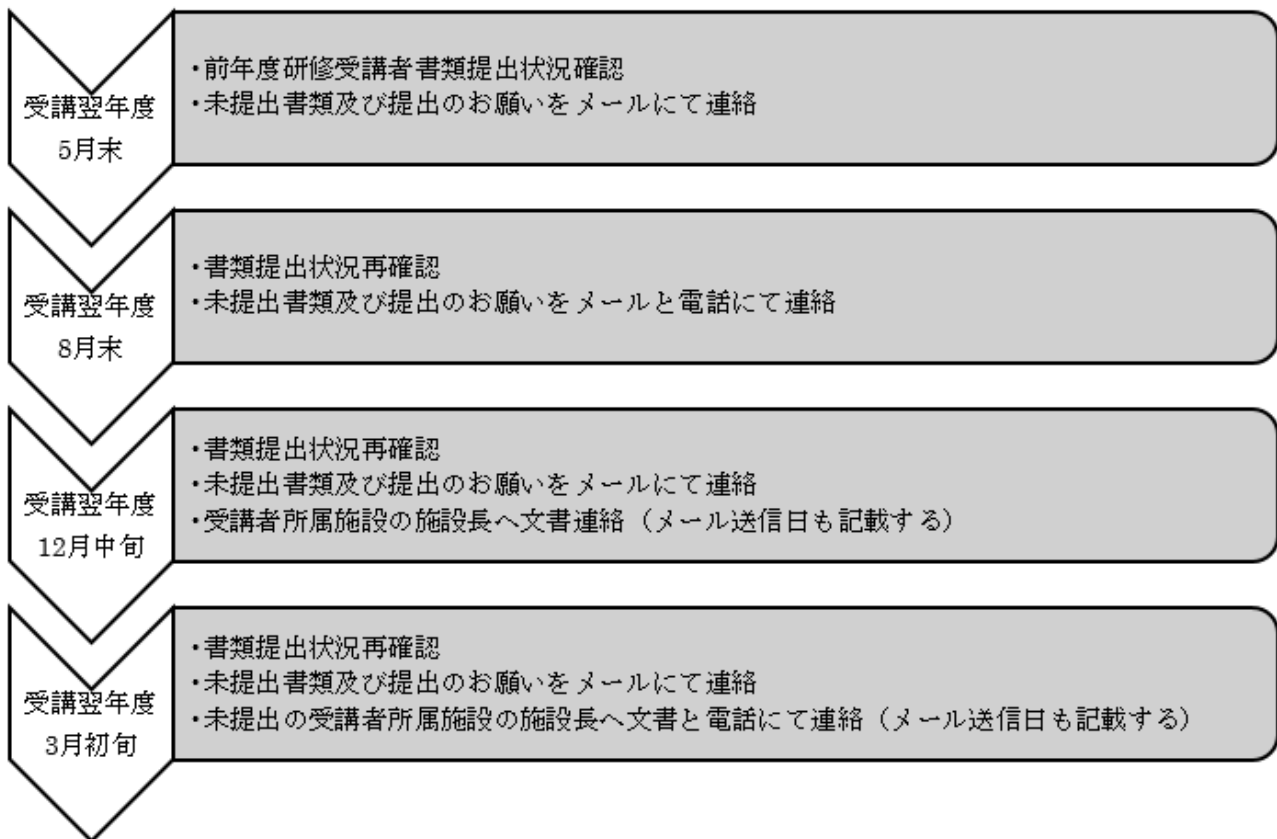 受講翌年度
5月末
・前年度研修受講者書類提出状況確認
・未提出書類及び提出のお願いをメールにて連絡
受講翌年度
8月末
・書類提出状況再確認
・未提出書類及び提出のお願いをメールと電話にて連絡
受講翌年度
12月中旬
・書類提出状況再確認
・未提出書類及び提出のお願いをメールにて連絡
・受講者所属施設の施設長へ文書連絡（メール送信日も記載する）
受講翌年度
3月初旬
・書類提出状況再確認
・未提出書類及び提出のお願いをメールにて連絡
・未提出の受講者所属施設の施設長へ文書と電話にて連絡（メール送信日も記載する）